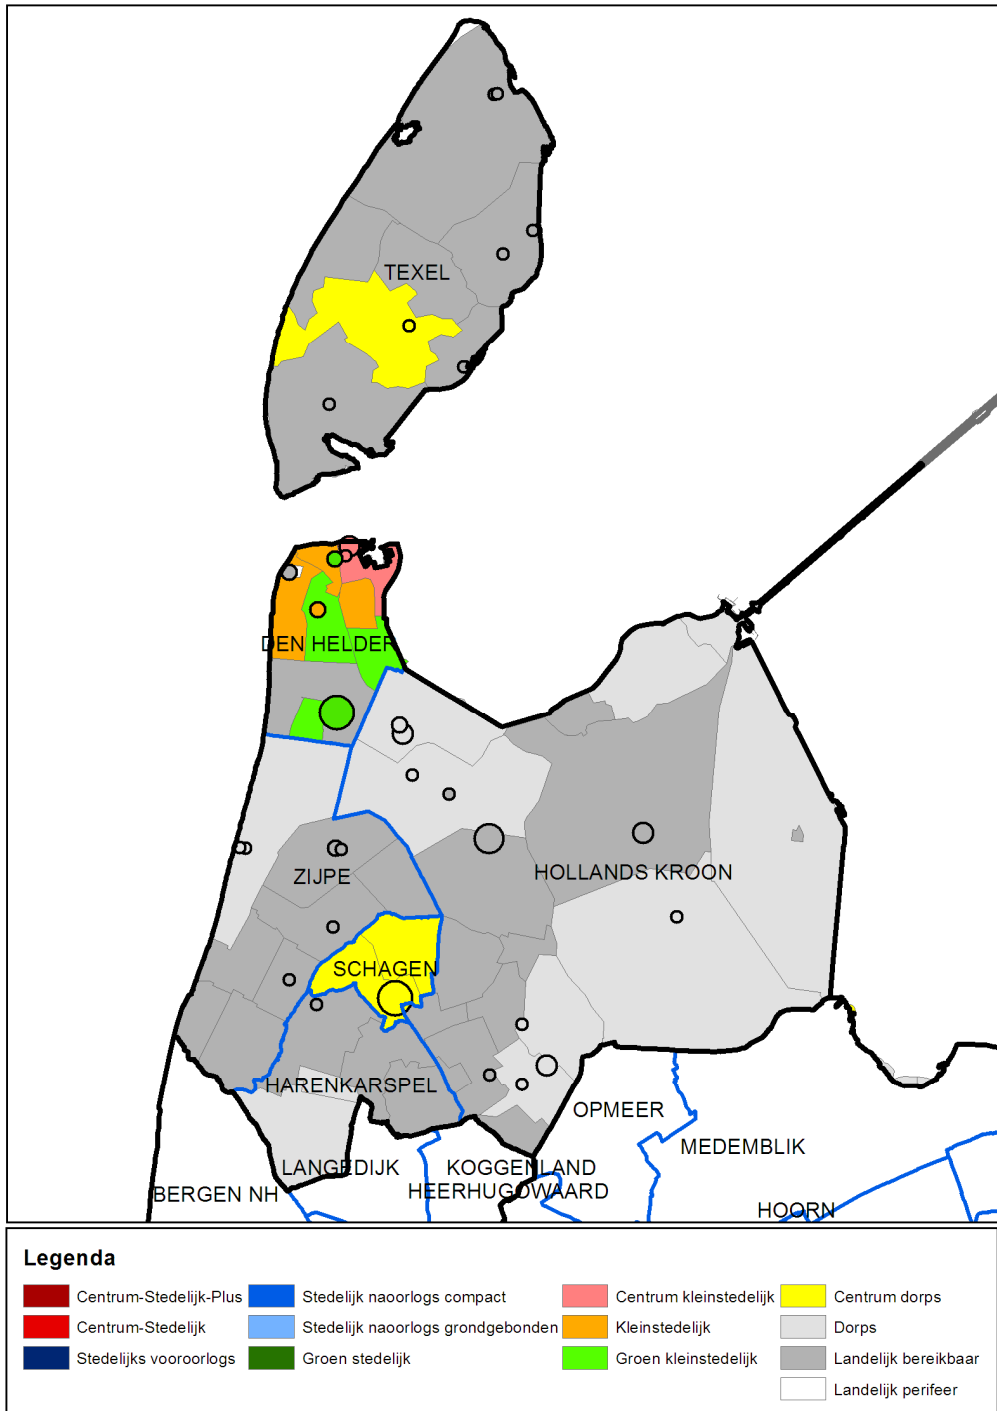 TEXEL
DEN HELDER
HOLLANDS KROON
ZIJPE
SCHAGEN
HARENKARSPEL
OPMEER
MEDEMBLIK
LANGEDIJK
KOGGENLAND
BERGEN NH
HEERHUGOWAARD
HOORN
Legenda
Centrum-Stedelijk-Plus
Centrum-Stedelijk
Stedelijks vooroorlogs
Stedelijk naoorlogs compact
Stedelijk naoorlogs grondgebonden
Groen stedelijk
Centrum kleinstedelijk
Kleinstedelijk
Groen kleinstedelijk
Centrum dorps
Dorps
Landelijk bereikbaar
Landelijk perifeer